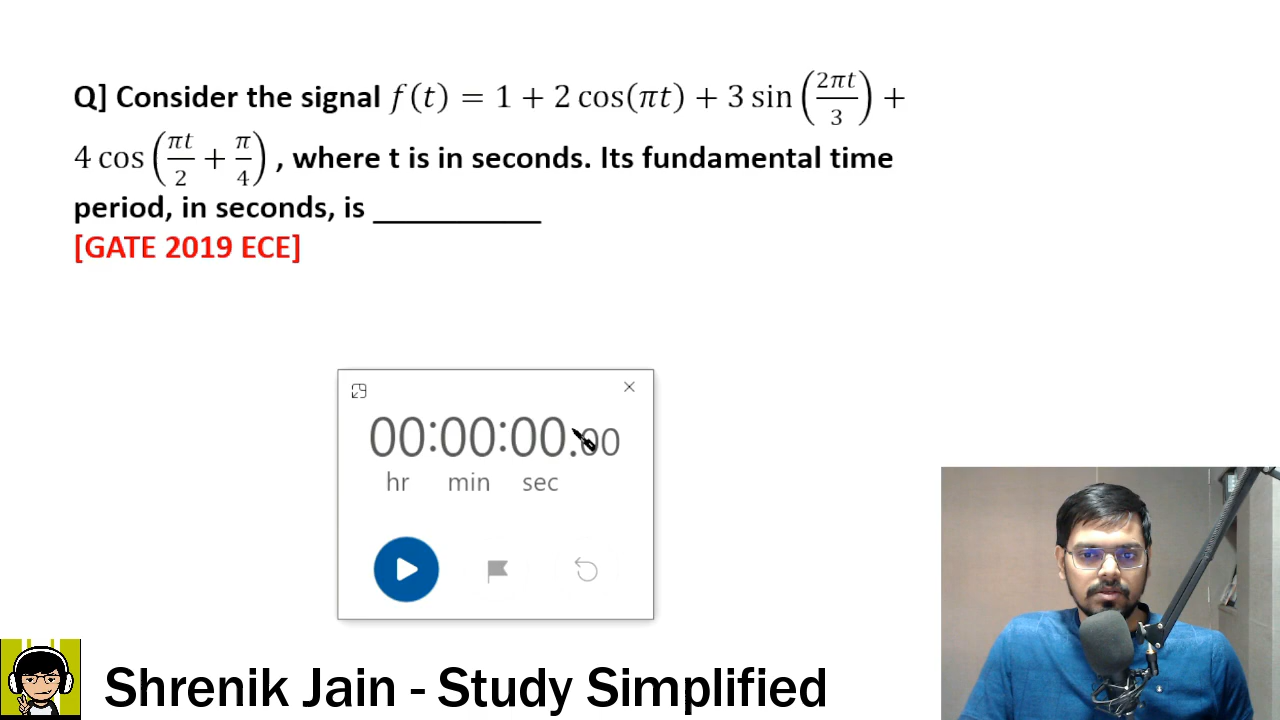 Q] Consider the signal f(t) = 1 + 2 cos(πt) + 3 sin(2πt/3) +
4 cos(πt/2 + π/4) , where t is in seconds. Its fundamental time
period, in seconds, is __________
[GATE 2019 ECE]
00:00:00.00
hr min sec
Shrenik Jain - Study Simplified